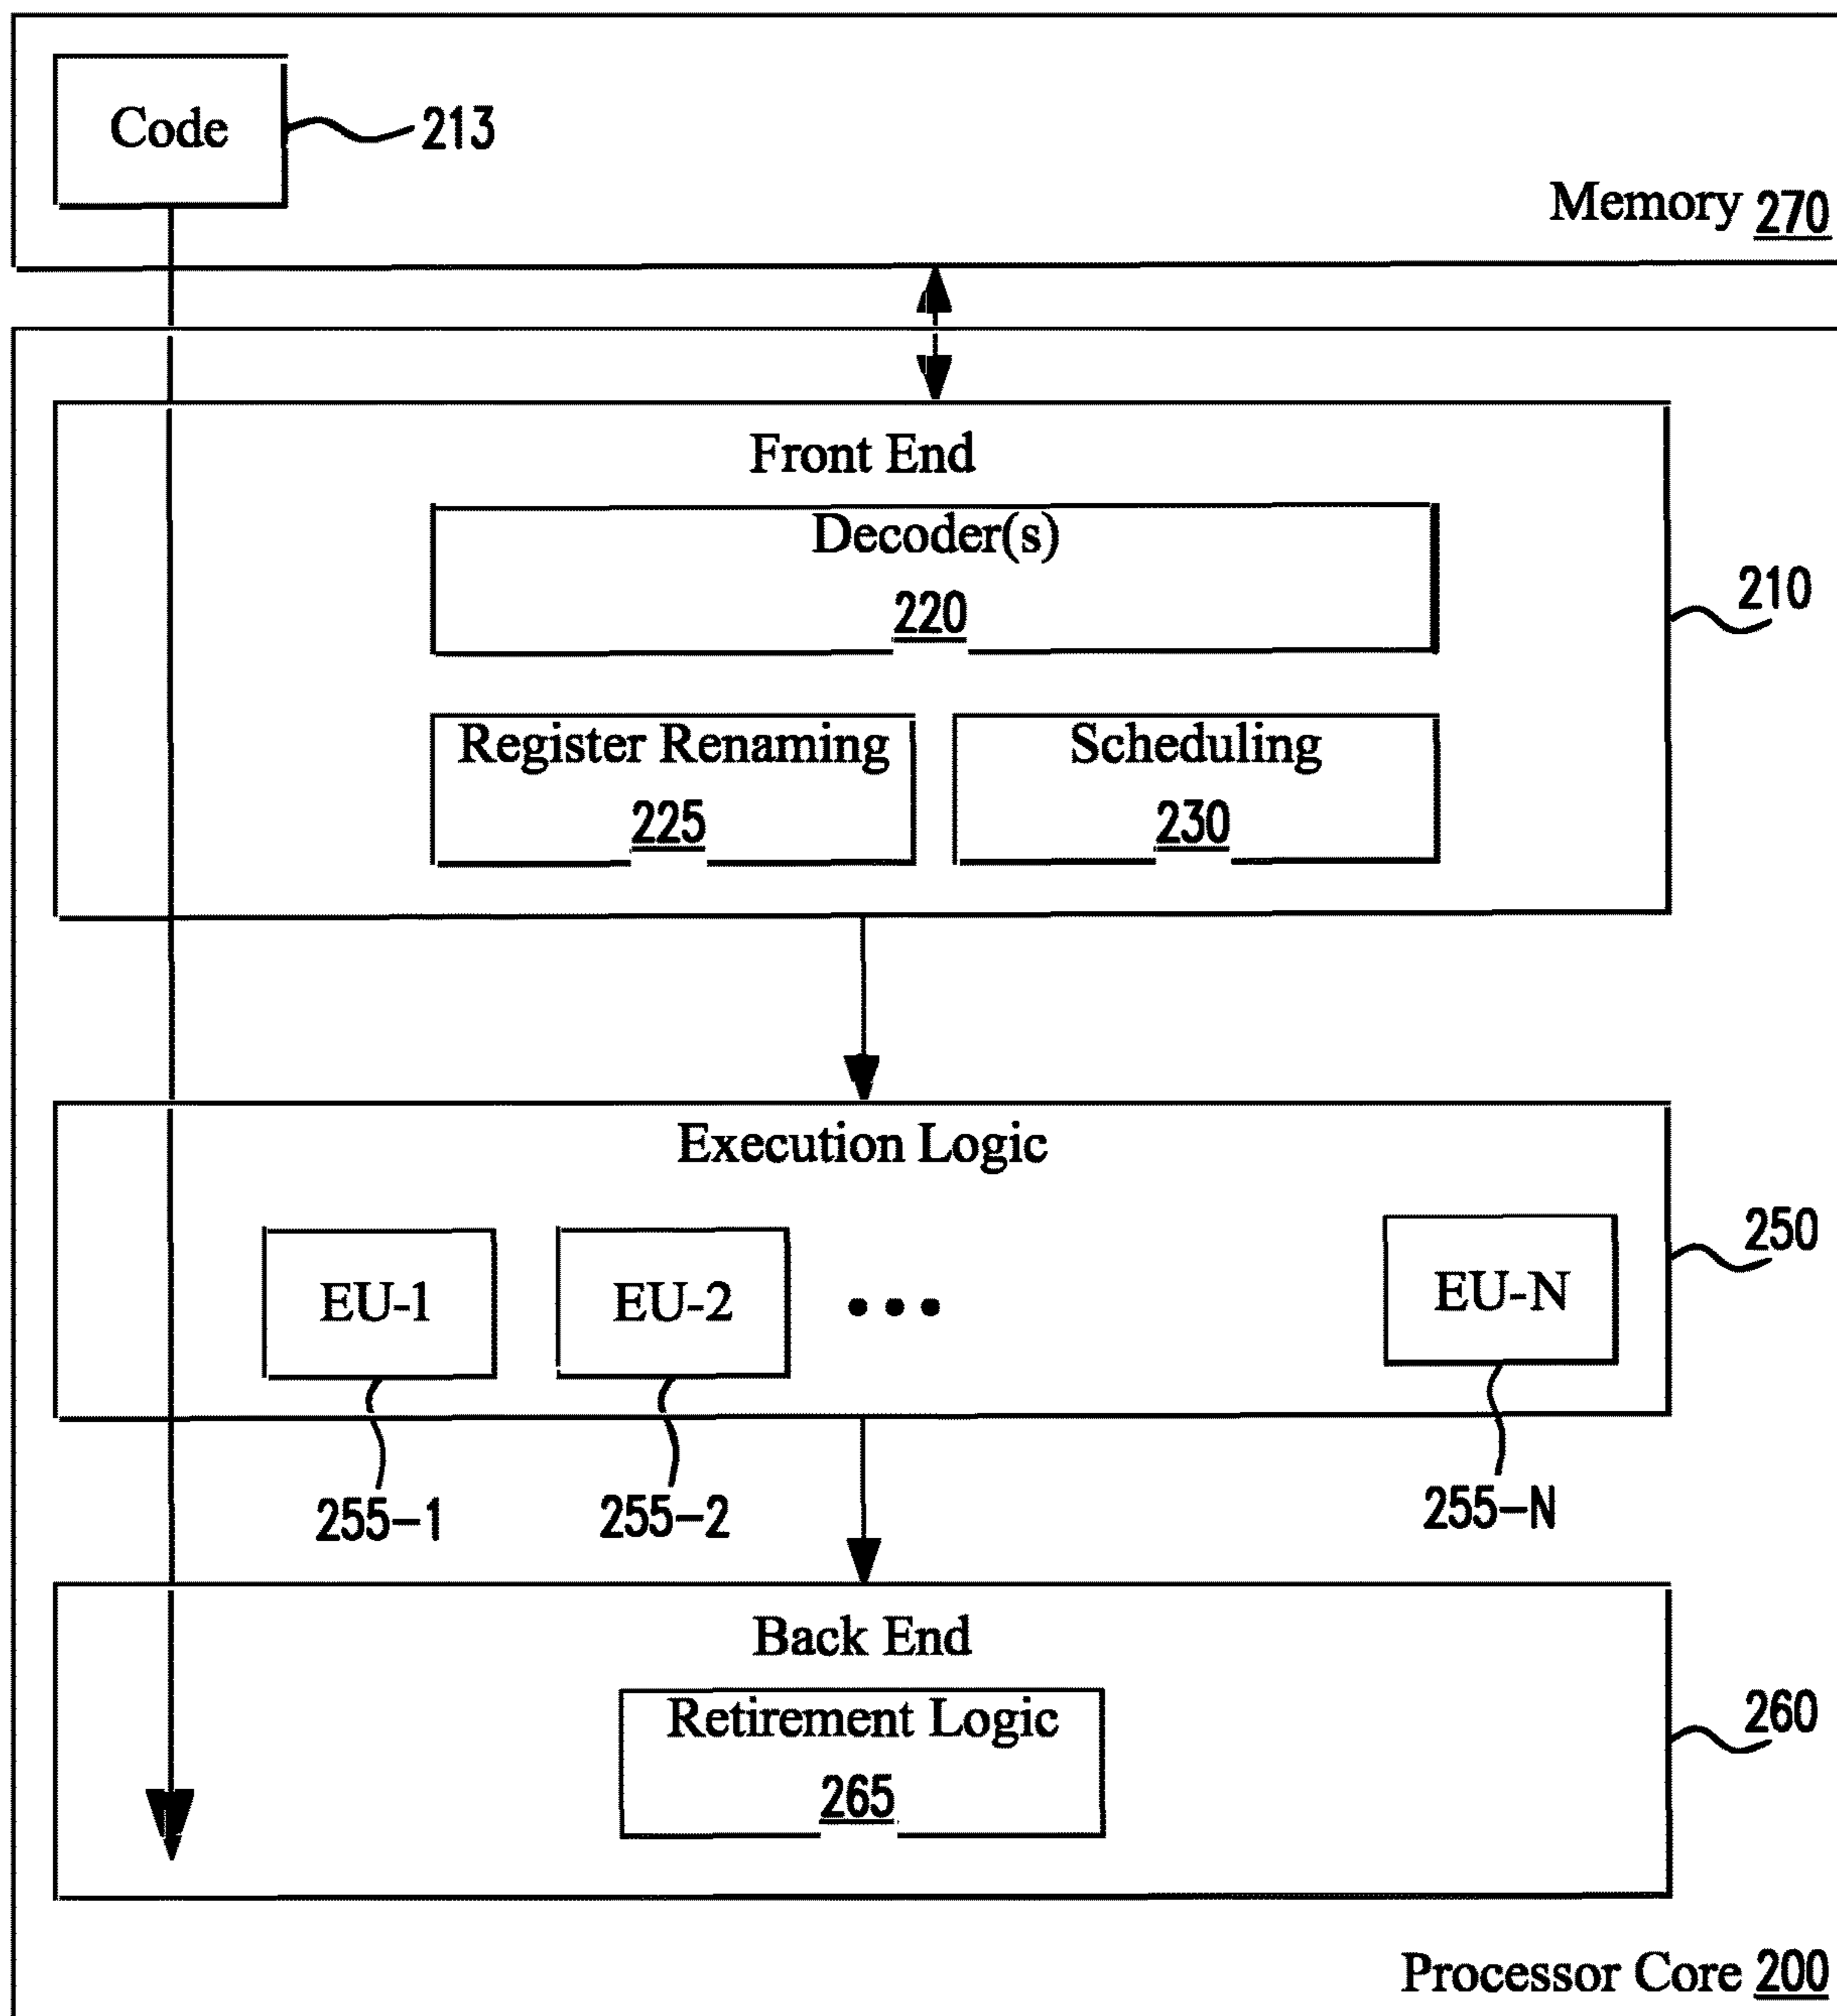 Code
213
Memory 270
Front End
Decoder(s)
220
210
Register Renaming
225
Scheduling
230
Execution Logic
250
EU-1
EU-2
EU-N
255-1
255-2
255-N
Back End
Retirement Logic
265
260
Processor Core 200